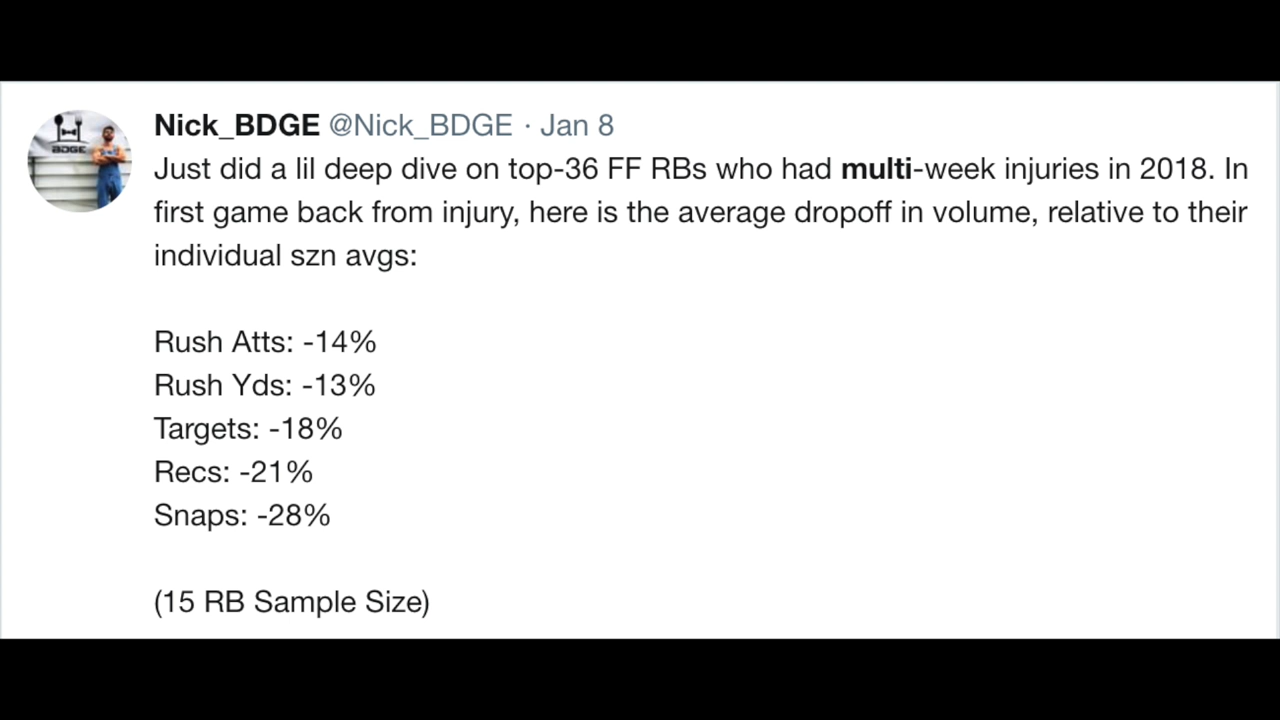 Nick_BDGE @Nick_BDGE · Jan 8
Just did a lil deep dive on top-36 FF RBs who had multi-week injuries in 2018. In
first game back from injury, here is the average dropoff in volume, relative to their
individual szn avgs:
Rush Atts: -14%
Rush Yds: -13%
Targets: -18%
Recs: -21%
Snaps: -28%
(15 RB Sample Size)
BDGE